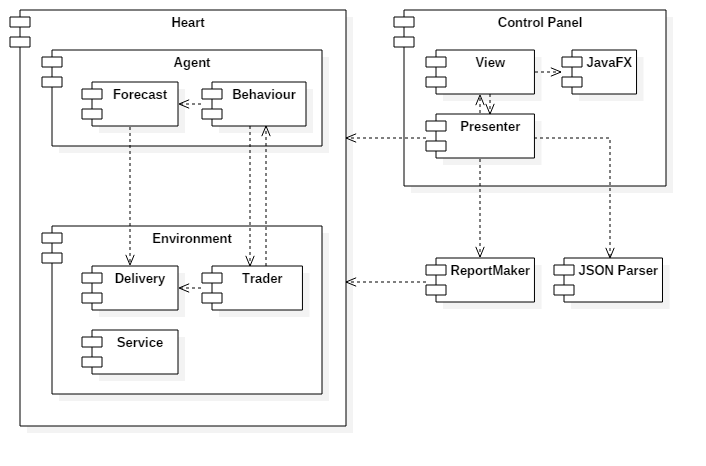 Heart
Agent
Forecast
Behaviour
Environment
Delivery
Trader
Service
Control Panel
View
JavaFX
Presenter
ReportMaker
JSON Parser